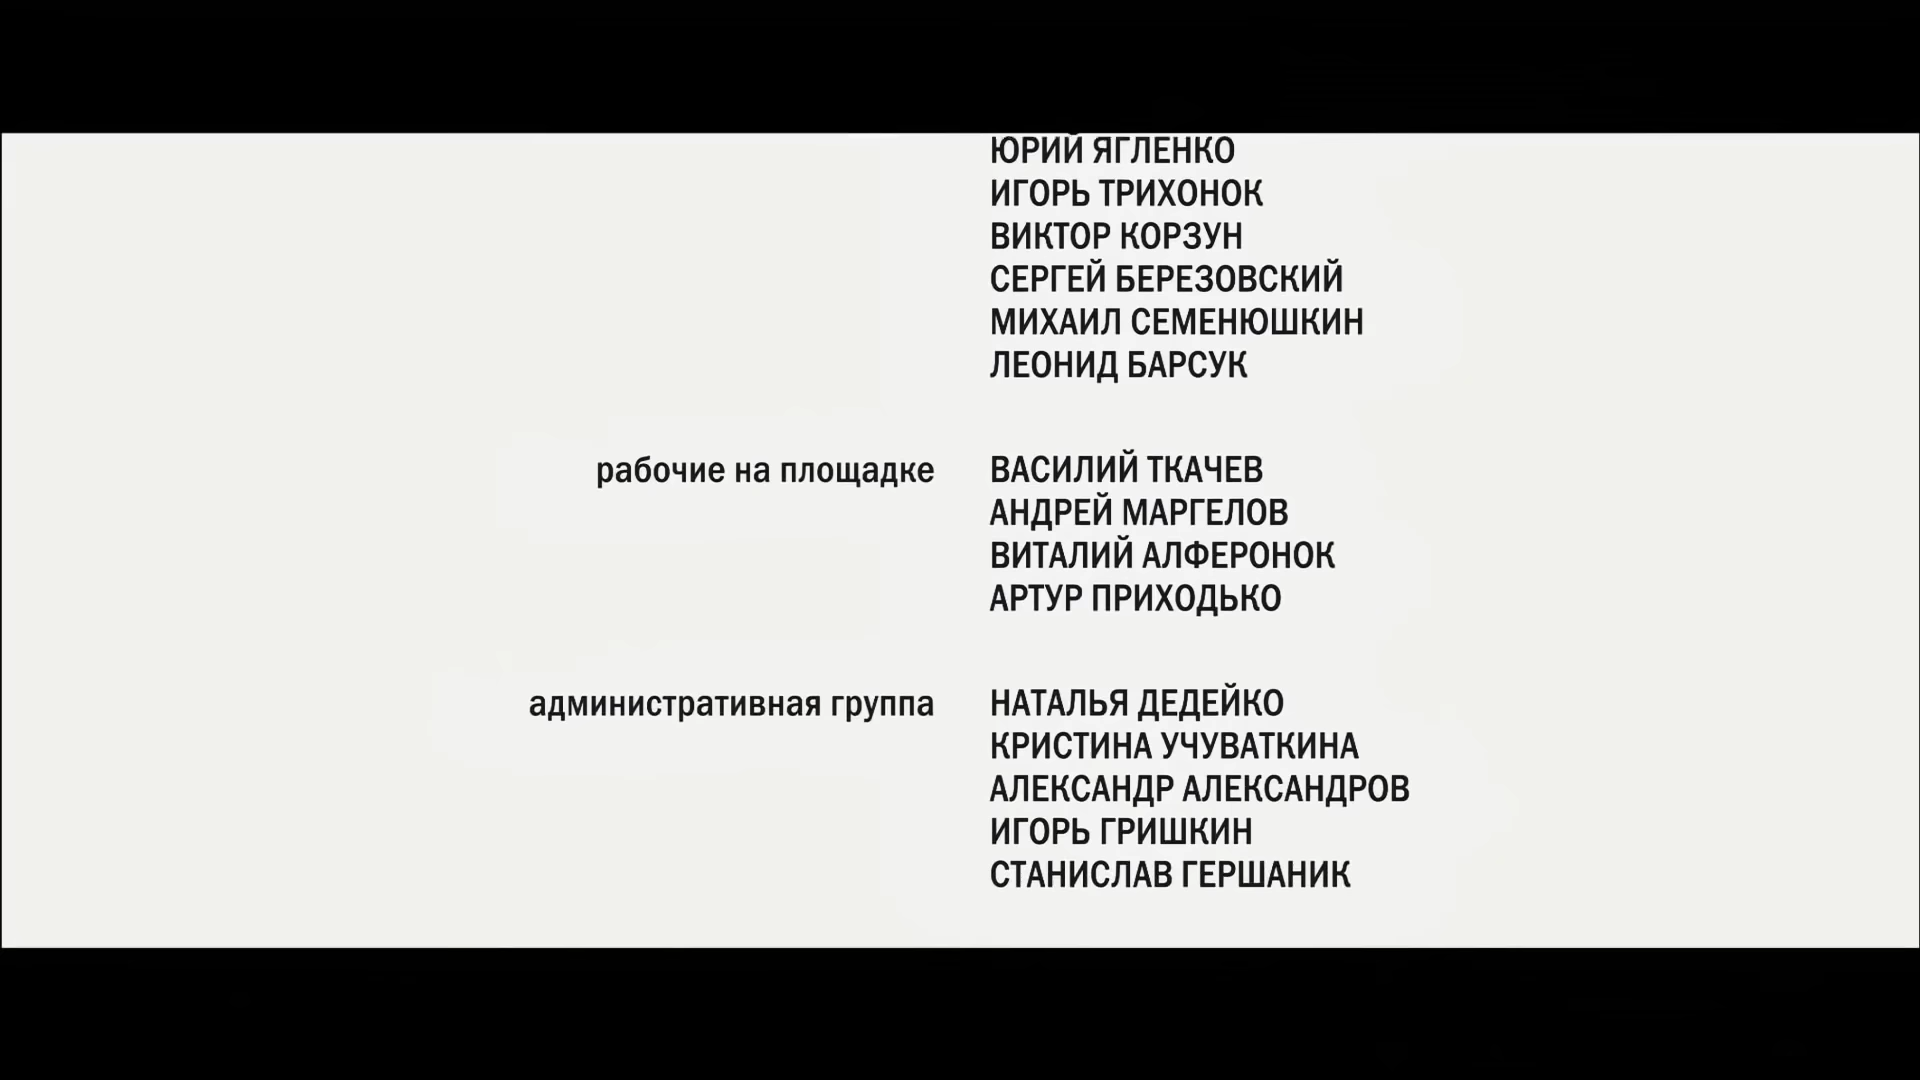 ЮРИЙ ЯГЛЕНКО
ИГОРЬ ТРИХОНОК
ВИКТОР КОРЗУН
СЕРГЕЙ БЕРЕЗОВСКИЙ
МИХАИЛ СЕМЕНЮШКИН
ЛЕОНИД БАРСУК
рабочие на площадке ВАСИЛИЙ ТКАЧЕВ
АНДРЕЙ МАРГЕЛОВ
ВИТАЛИЙ АЛФЕРОНОК
АРТУР ПРИХОДЬКО
административная группа НАТАЛЬЯ ДЕДЕЙКО
КРИСТИНА УЧУВАТКИНА
АЛЕКСАНДР АЛЕКСАНДРОВ
ИГОРЬ ГРИШКИН
СТАНИСЛАВ ГЕРШАНИК